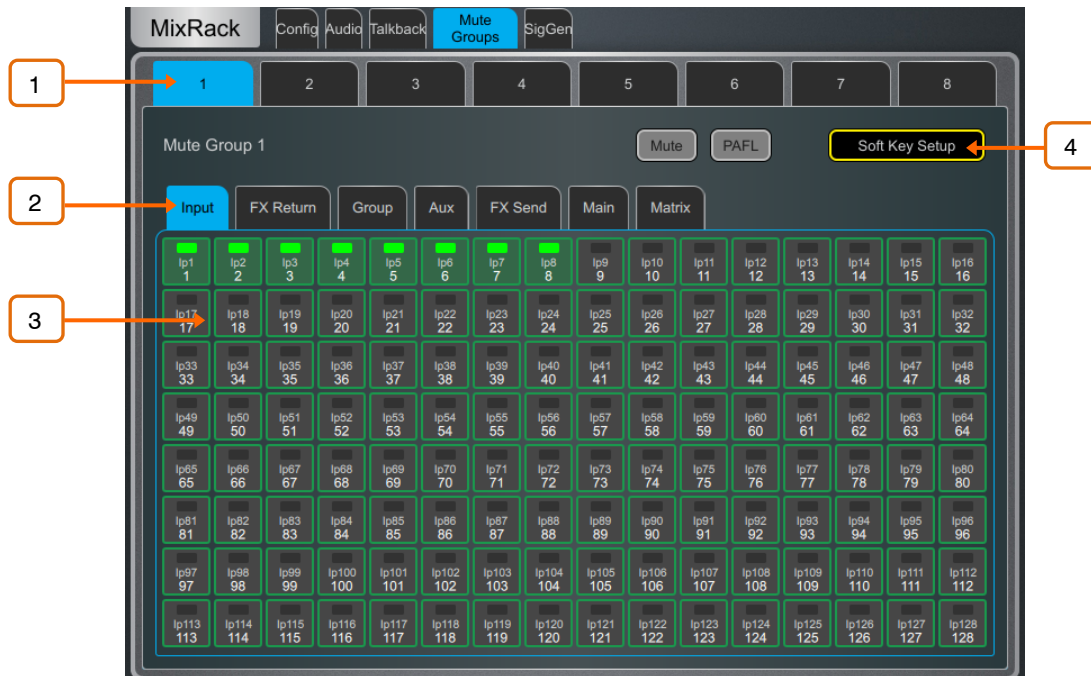 MixRack Config Audio Talkback Mute Groups SigGen
1 1 2 3 4 5 6 7 8
Mute Group 1 Mute PAFL Soft Key Setup 4
2 Input FX Return Group Aux FX Send Main Matrix
Ip1 Ip2 Ip3 Ip4 Ip5 Ip6 Ip7 Ip8 Ip9 Ip10 Ip11 Ip12 Ip13 Ip14 Ip15 Ip16
1 2 3 4 5 6 7 8 9 10 11 12 13 14 15 16
3 Ip17 Ip18 Ip19 Ip20 Ip21 Ip22 Ip23 Ip24 Ip25 Ip26 Ip27 Ip28 Ip29 Ip30 Ip31 Ip32
17 18 19 20 21 22 23 24 25 26 27 28 29 30 31 32
Ip33 Ip34 Ip35 Ip36 Ip37 Ip38 Ip39 Ip40 Ip41 Ip42 Ip43 Ip44 Ip45 Ip46 Ip47 Ip48
33 34 35 36 37 38 39 40 41 42 43 44 45 46 47 48
Ip49 Ip50 Ip51 Ip52 Ip53 Ip54 Ip55 Ip56 Ip57 Ip58 Ip59 Ip60 Ip61 Ip62 Ip63 Ip64
49 50 51 52 53 54 55 56 57 58 59 60 61 62 63 64
Ip65 Ip66 Ip67 Ip68 Ip69 Ip70 Ip71 Ip72 Ip73 Ip74 Ip75 Ip76 Ip77 Ip78 Ip79 Ip80
65 66 67 68 69 70 71 72 73 74 75 76 77 78 79 80
Ip81 Ip82 Ip83 Ip84 Ip85 Ip86 Ip87 Ip88 Ip89 Ip90 Ip91 Ip92 Ip93 Ip94 Ip95 Ip96
81 82 83 84 85 86 87 88 89 90 91 92 93 94 95 96
Ip97 Ip98 Ip99 Ip100 Ip101 Ip102 Ip103 Ip104 Ip105 Ip106 Ip107 Ip108 Ip109 Ip110 Ip111 Ip112
97 98 99 100 101 102 103 104 105 106 107 108 109 110 111 112
Ip113 Ip114 Ip115 Ip116 Ip117 Ip118 Ip119 Ip120 Ip121 Ip122 Ip123 Ip124 Ip125 Ip126 Ip127 Ip128
113 114 115 116 117 118 119 120 121 122 123 124 125 126 127 128